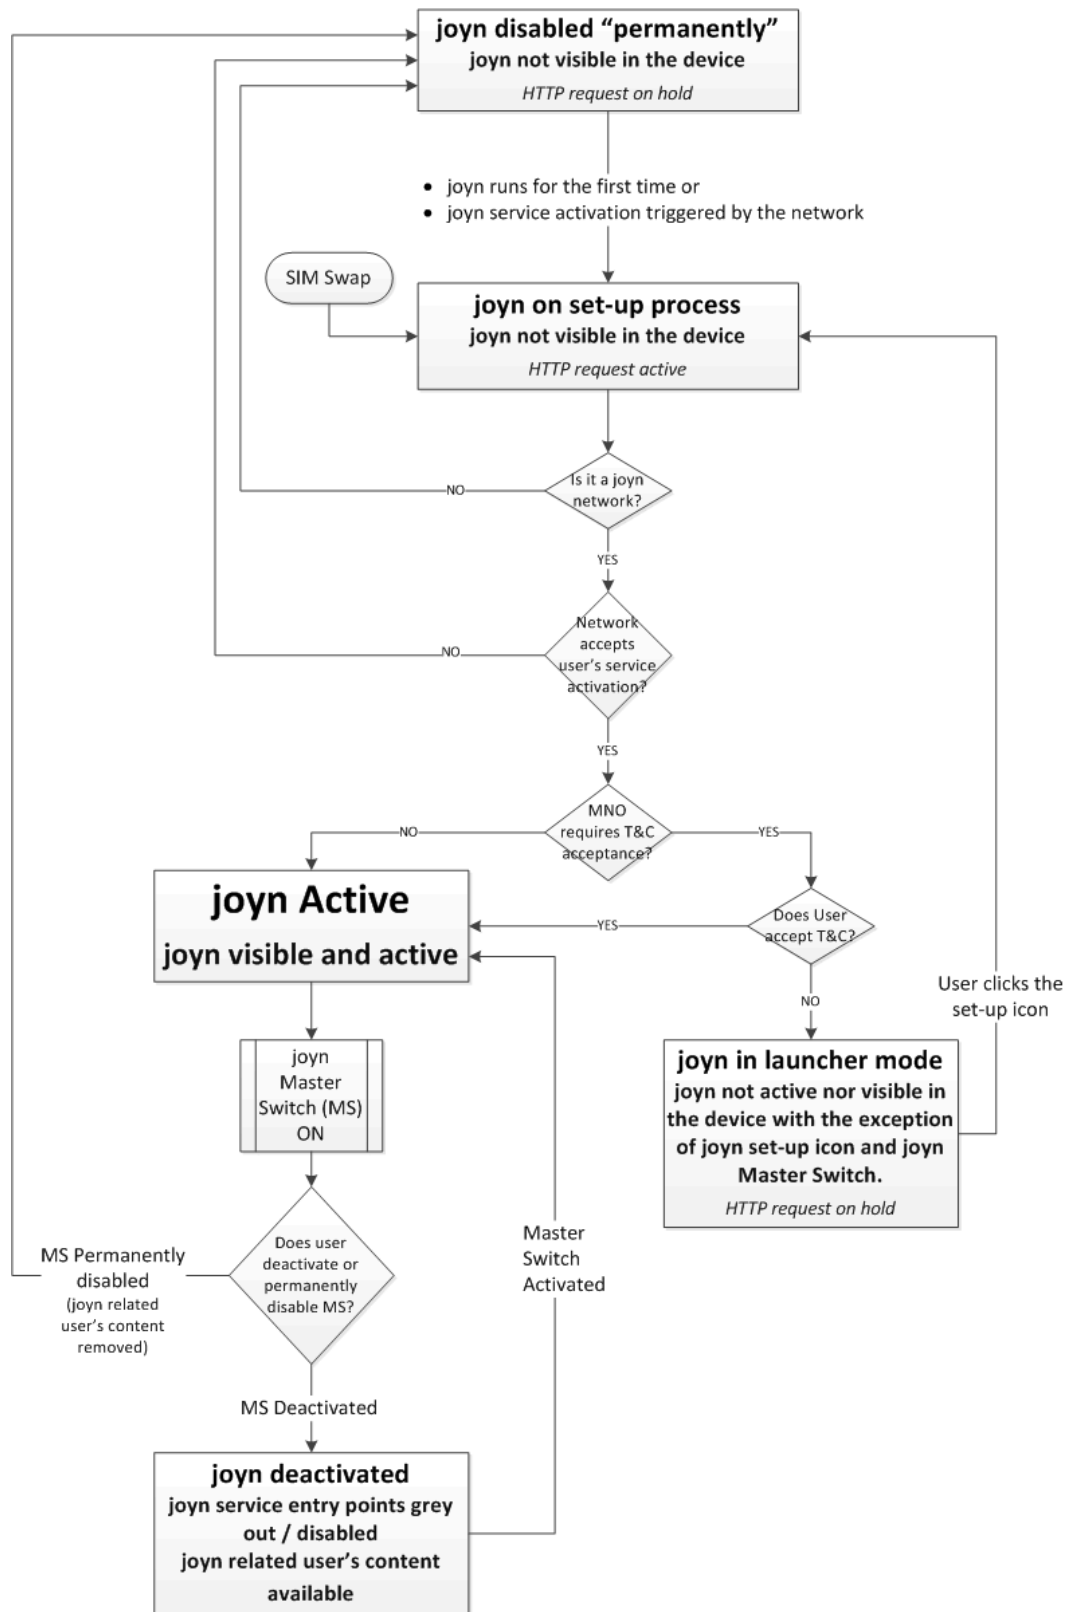 joyn disabled “permanently”
joyn not visible in the device
HTTP request on hold
• joyn runs for the first time or
• joyn service activation triggered by the network
SIM Swap
joyn on set-up process
joyn not visible in the device
HTTP request active
Is it a joyn
network?
NO
YES
Network
accepts
user’s service
activation?
NO
YES
MNO
requires T&C
acceptance?
NO
YES
joyn Active
joyn visible and active
Does User
accept T&C?
YES
NO
User clicks the
set-up icon
joyn
Master
Switch (MS)
ON
joyn in launcher mode
joyn not active nor visible in
the device with the exception
of joyn set-up icon and joyn
Master Switch.
HTTP request on hold
Does user
deactivate or
permanently
disable MS?
MS Permanently
disabled
(joyn related
user’s content
removed)
Master
Switch
Activated
MS Deactivated
joyn deactivated
joyn service entry points grey
out / disabled
joyn related user’s content
available